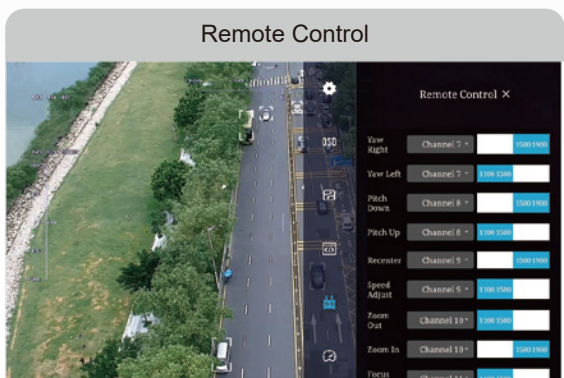 Remote Control
Remote Control ×
OSD
Yaw
Right
Channel 7
1500 1900
Yaw Left
Channel 7
1100 1500
Pitch
Down
Channel 8
1500 1900
Pitch Up
Channel 8
1100 1500
Recenter
Channel 9
1500 1900
Speed
Adjust
Channel 9
1100 1500
Zoom
Out
Channel 10
1100 1500
Zoom In
Channel 10
1500 1900
Focus